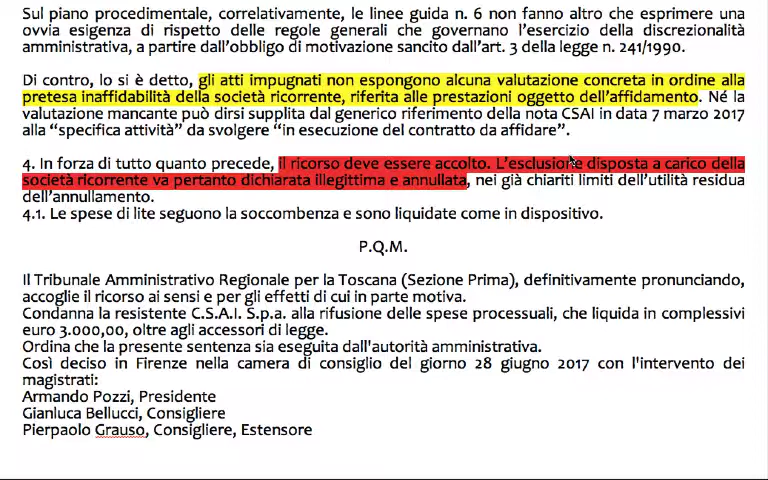 Sul piano procedimentale, correlativamente, le linee guida n. 6 non fanno altro che esprimere una
ovvia esigenza di rispetto delle regole generali che governano l'esercizio della discrezionalità
amministrativa, a partire dall'obbligo di motivazione sancito dall'art. 3 della legge n. 241/1990.
Di contro, lo si è detto, gli atti impugnati non espongono alcuna valutazione concreta in ordine alla
pretesa inaffidabilità della società ricorrente, riferita alle prestazioni oggetto dell'affidamento. Né la
valutazione mancante può dirsi supplita dal generico riferimento della nota CSAI in data 7 marzo 2017
alla "specifica attività" da svolgere "in esecuzione del contratto da affidare".
4. In forza di tutto quanto precede, il ricorso deve essere accolto. L'esclusione disposta a carico della
società ricorrente va pertanto dichiarata illegittima e annullata, nei già chiariti limiti dell'utilità residua
dell'annullamento.
4.1. Le spese di lite seguono la soccombenza e sono liquidate come in dispositivo.
P.Q.M.
Il Tribunale Amministrativo Regionale per la Toscana (Sezione Prima), definitivamente pronunciando,
accoglie il ricorso ai sensi e per gli effetti di cui in parte motiva.
Condanna la resistente C.S.A.I. S.p.a. alla rifusione delle spese processuali, che liquida in complessivi
euro 3.000,00, oltre agli accessori di legge.
Ordina che la presente sentenza sia eseguita dall'autorità amministrativa.
Così deciso in Firenze nella camera di consiglio del giorno 28 giugno 2017 con l'intervento dei
magistrati:
Armando Pozzi, Presidente
Gianluca Bellucci, Consigliere
Pierpaolo Grauso, Consigliere, Estensore